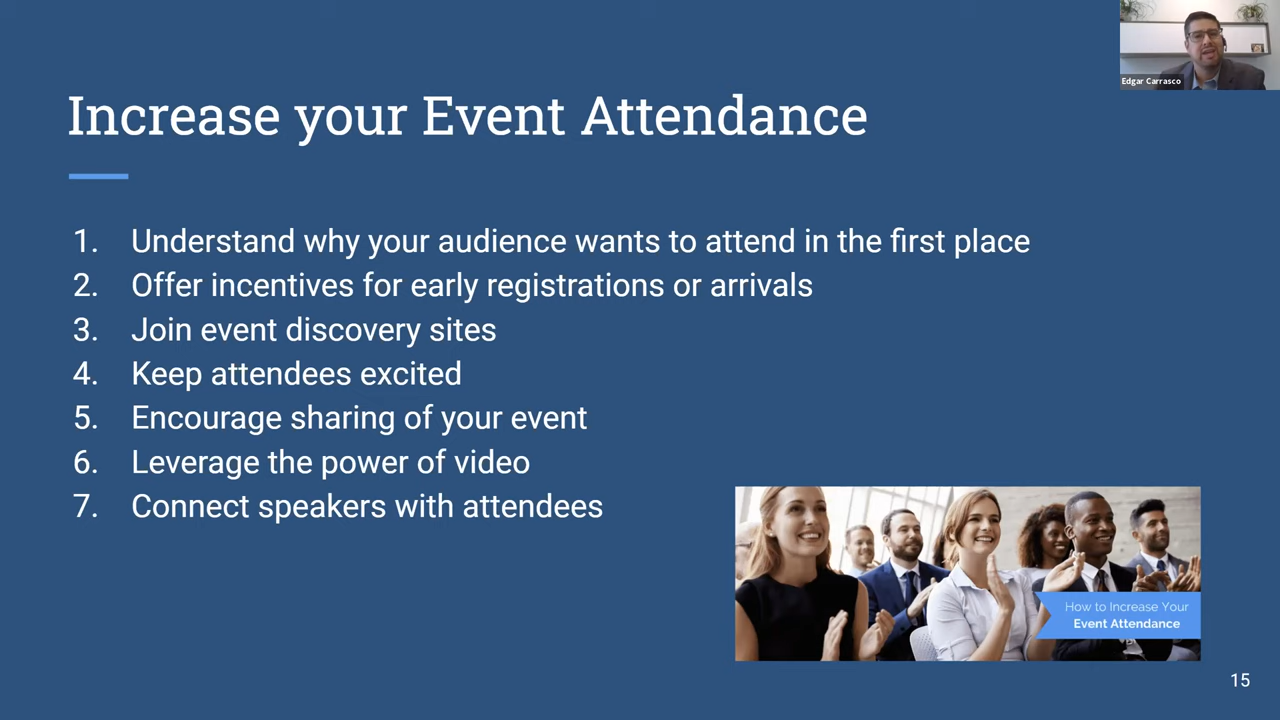 Edgar Carrasco
Increase your Event Attendance
1. Understand why your audience wants to attend in the first place
2. Offer incentives for early registrations or arrivals
3. Join event discovery sites
4. Keep attendees excited
5. Encourage sharing of your event
6. Leverage the power of video
7. Connect speakers with attendees
How to Increase Your
Event Attendance
15